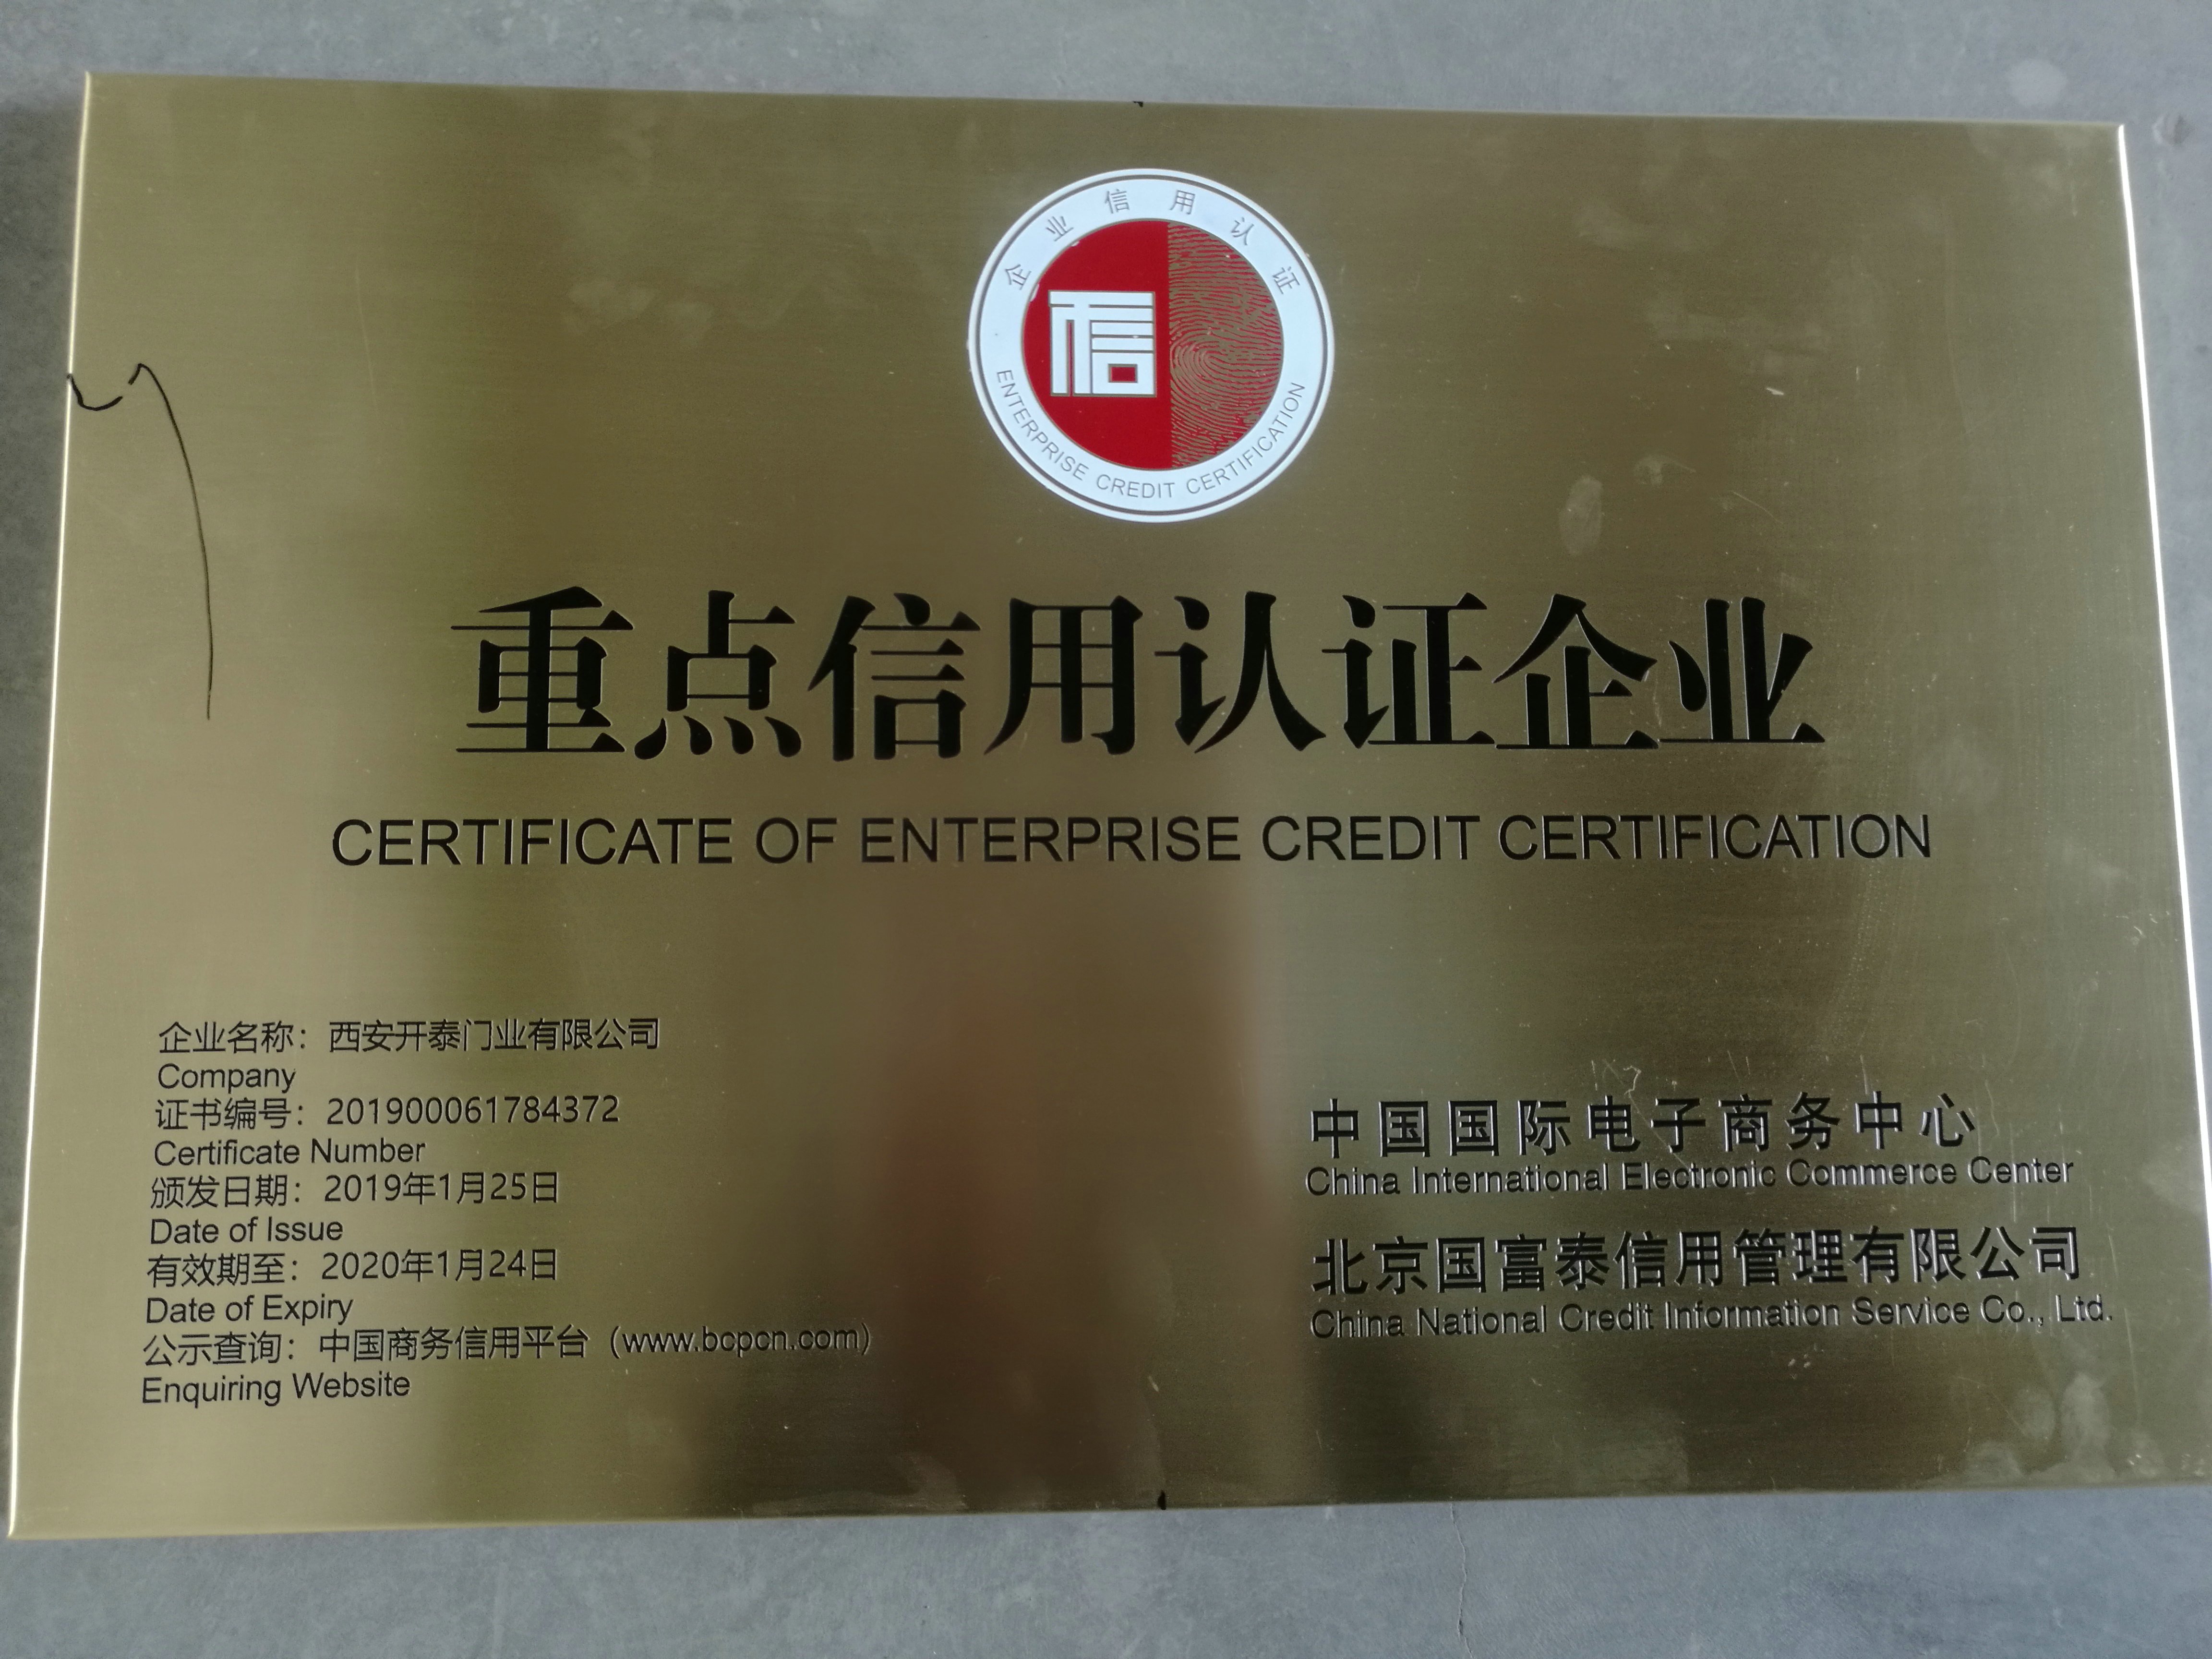 企业信用认证
信
ENTERPRISE CREDIT CERTIFICATION
重点信用认证企业
CERTIFICATE OF ENTERPRISE CREDIT CERTIFICATION
企业名称：西安开泰门业有限公司
Company
证书编号：201900061784372
Certificate Number
颁发日期：2019年1月25日
Date of Issue
有效期至：2020年1月24日
Date of Expiry
公示查询：中国商务信用平台（www.bcpcn.com）
Enquiring Website
中国国际电子商务中心
China International Electronic Commerce Center
北京国富泰信用管理有限公司
China National Credit Information Service Co., Ltd.